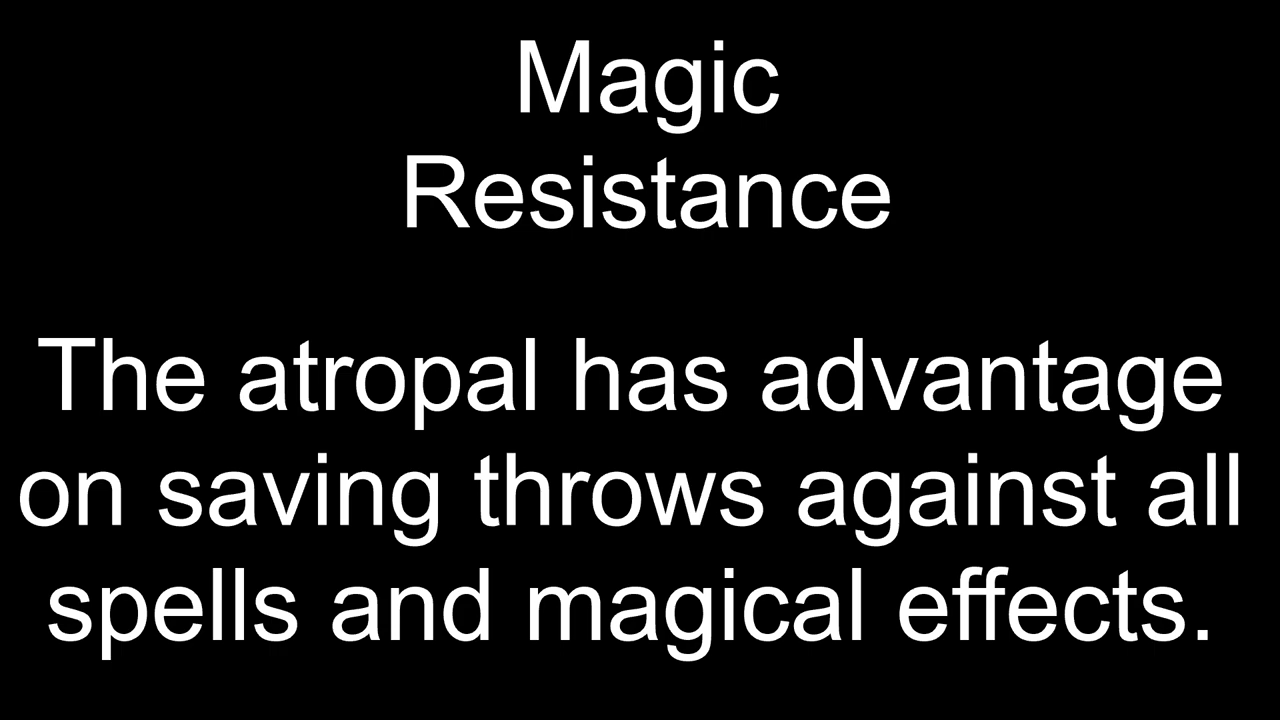 Magic
Resistance
The atropal has advantage
on saving throws against all
spells and magical effects.